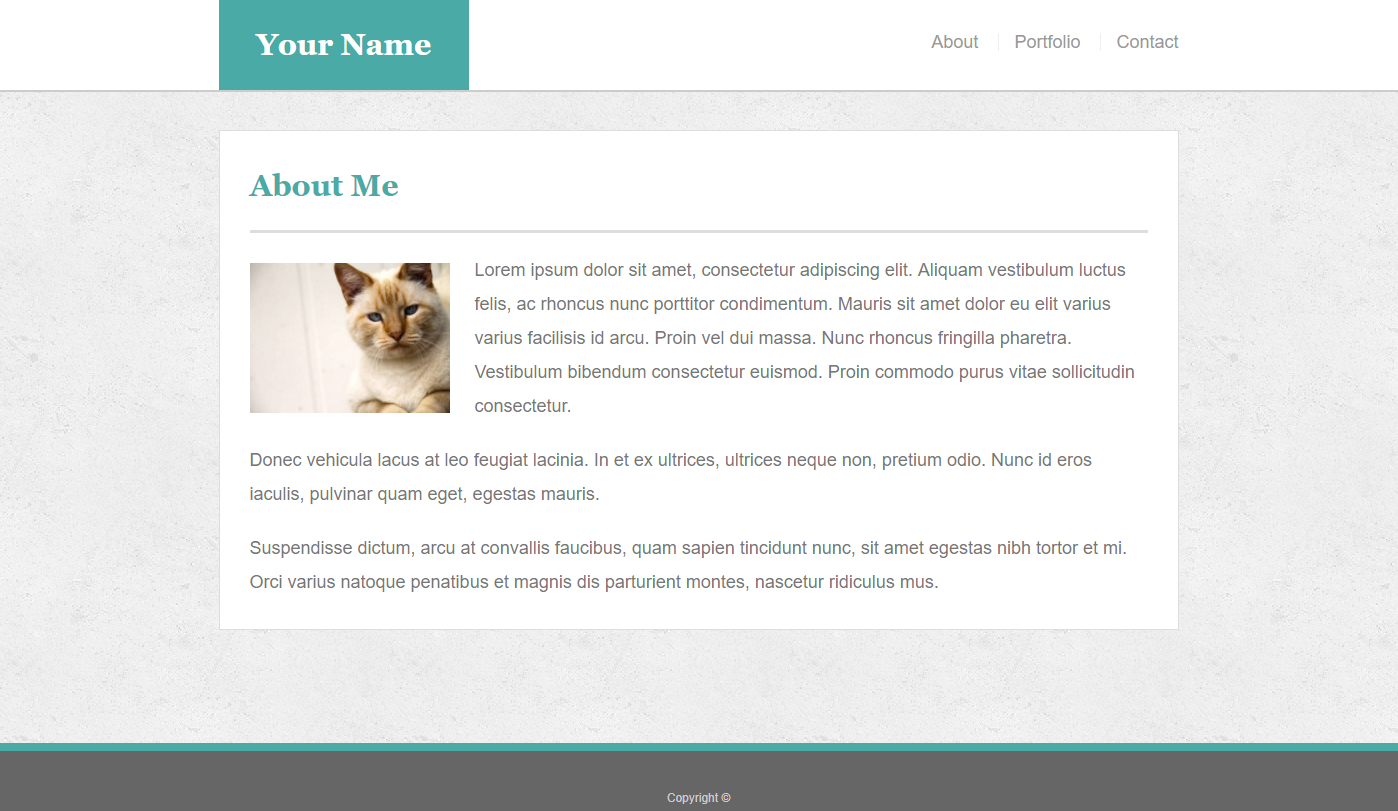 Your Name
About
Portfolio
Contact
About Me
Lorem ipsum dolor sit amet, consectetur adipiscing elit. Aliquam vestibulum luctus
felis, ac rhoncus nunc porttitor condimentum. Mauris sit amet dolor eu elit varius
varius facilisis id arcu. Proin vel dui massa. Nunc rhoncus fringilla pharetra.
Vestibulum bibendum consectetur euismod. Proin commodo purus vitae sollicitudin
consectetur.
Donec vehicula lacus at leo feugiat lacinia. In et ex ultrices, ultrices neque non, pretium odio. Nunc id eros
iaculis, pulvinar quam eget, egestas mauris.
Suspendisse dictum, arcu at convallis faucibus, quam sapien tincidunt nunc, sit amet egestas nibh tortor et mi.
Orci varius natoque penatibus et magnis dis parturient montes, nascetur ridiculus mus.
Copyright ©